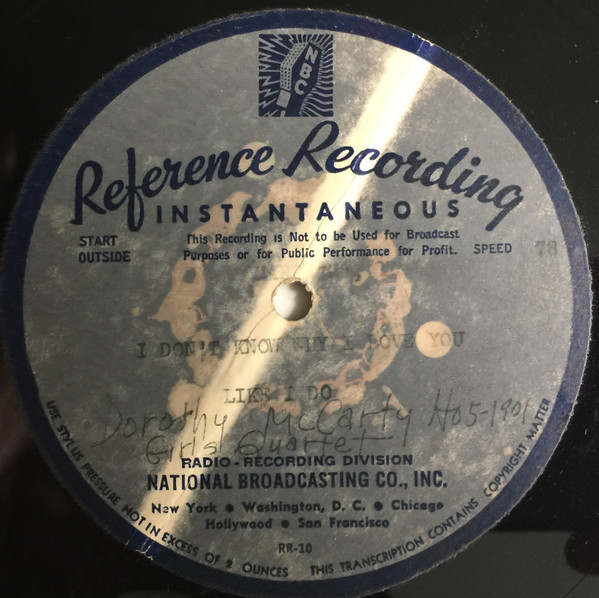 NBC
Reference Recording
INSTANTANEOUS
START OUTSIDE
This Recording is Not to be Used for Broadcast
Purposes or for Public Performance for Profit.
SPEED 78
I DON'T KNOW WHY I LOVE YOU
LIKE I DO
Dorothy McCarty Ho5-1901
Girls Quartet
RADIO-RECORDING DIVISION
NATIONAL BROADCASTING CO., INC.
New York • Washington, D. C. • Chicago
Hollywood • San Francisco
RR-10
USE STYLUS PRESSURE NOT IN EXCESS OF 2 OUNCES
THIS TRANSCRIPTION CONTAINS COPYRIGHT MATTER